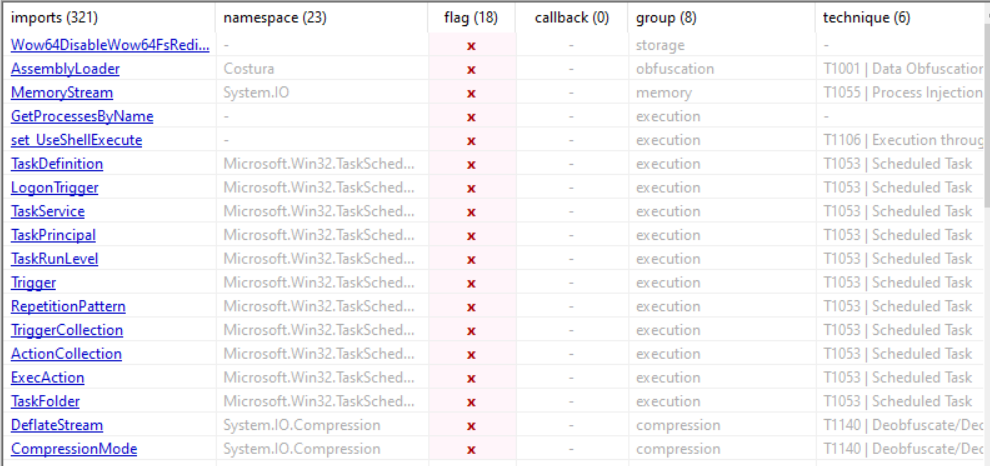 imports (321) namespace (23) flag (18) callback (0) group (8) technique (6)
Wow64DisableWow64FsRedi... - x - storage -
AssemblyLoader Costura x - obfuscation T1001 | Data Obfuscation
MemoryStream System.IO x - memory T1055 | Process Injection
GetProcessesByName - x - execution -
set_UseShellExecute - x - execution T1106 | Execution throug
TaskDefinition Microsoft.Win32.TaskSched... x - execution T1053 | Scheduled Task
LogonTrigger Microsoft.Win32.TaskSched... x - execution T1053 | Scheduled Task
TaskService Microsoft.Win32.TaskSched... x - execution T1053 | Scheduled Task
TaskPrincipal Microsoft.Win32.TaskSched... x - execution T1053 | Scheduled Task
TaskRunLevel Microsoft.Win32.TaskSched... x - execution T1053 | Scheduled Task
Trigger Microsoft.Win32.TaskSched... x - execution T1053 | Scheduled Task
RepetitionPattern Microsoft.Win32.TaskSched... x - execution T1053 | Scheduled Task
TriggerCollection Microsoft.Win32.TaskSched... x - execution T1053 | Scheduled Task
ActionCollection Microsoft.Win32.TaskSched... x - execution T1053 | Scheduled Task
ExecAction Microsoft.Win32.TaskSched... x - execution T1053 | Scheduled Task
TaskFolder Microsoft.Win32.TaskSched... x - execution T1053 | Scheduled Task
DeflateStream System.IO.Compression x - compression T1140 | Deobfuscate/Dec
CompressionMode System.IO.Compression x - compression T1140 | Deobfuscate/Dec